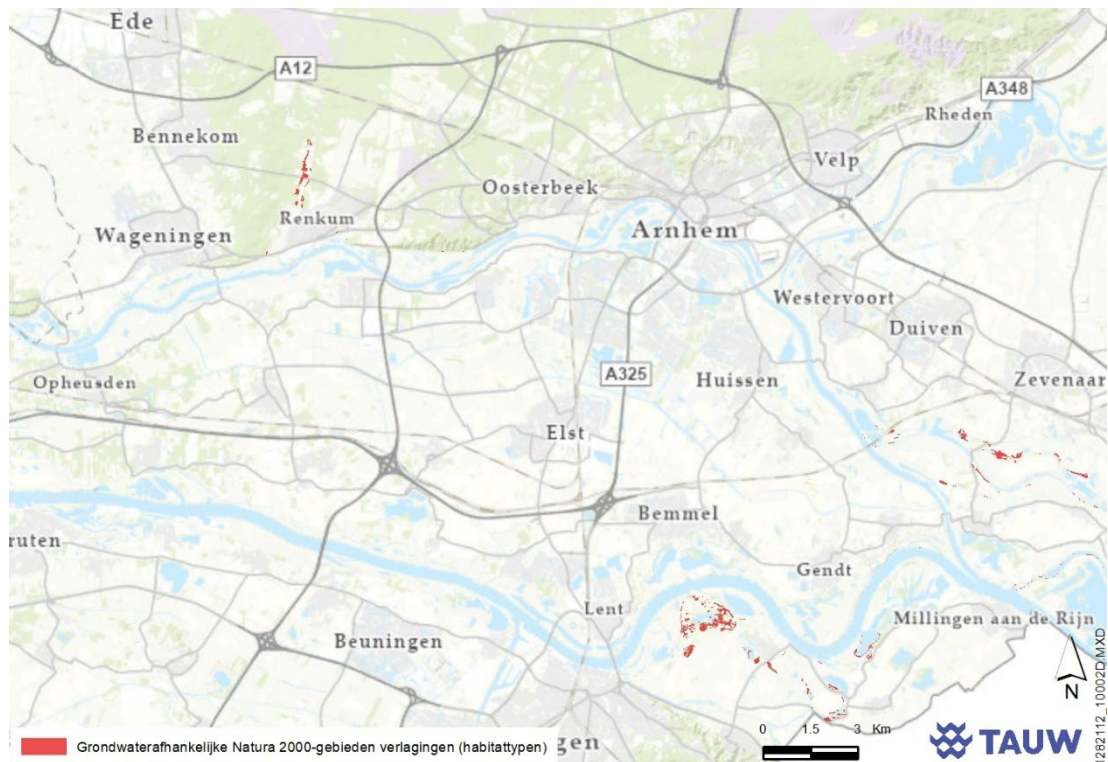 Ede
A12
A348
Rheden
Bennekom
Velp
Oosterbeek
Renkum
Wageningen
Arnhem
Westervoort
Duiven
Opheusden
A325
Huissen
Zevenaar
Elst
Bemmel
ruten
Gendt
Lent
Millingen aan de Rijn
Beuningen
N
0 1.5 3 Km
Grondwaterafhankelijke Natura 2000-gebieden verlagingen (habitattypen)
gen
TAUW
1282112_10002D.MXD